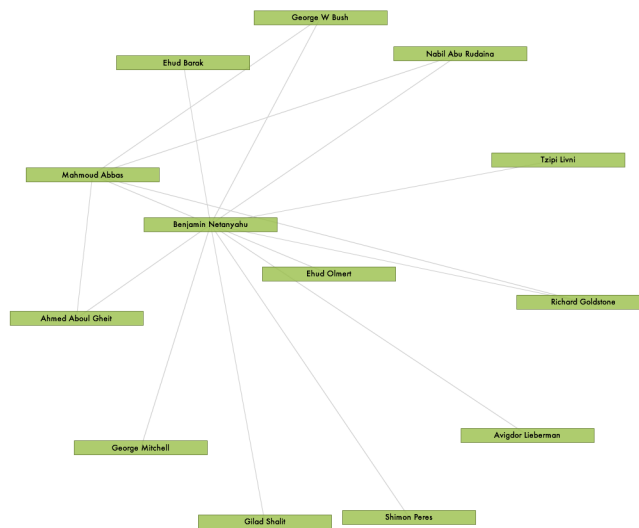 George W Bush
Nabil Abu Rudaina
Ehud Barak
Tzipi Livni
Mahmoud Abbas
Benjamin Netanyahu
Ehud Olmert
Richard Goldstone
Ahmed Aboul Gheit
Avigdor Lieberman
George Mitchell
Shimon Peres
Gilad Shalit